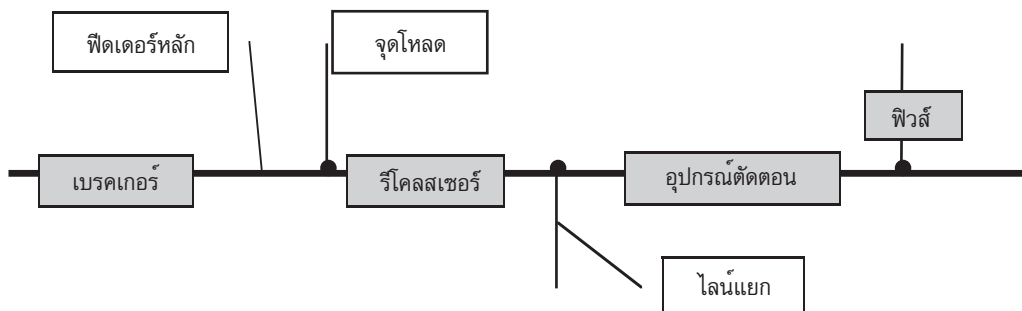 ฟีดเดอร์หลัก
จุดโหลด
ฟิวส์
เบรคเกอร์
รีโคลสเซอร์
อุปกรณ์ตัดตอน
ไลน์แยก